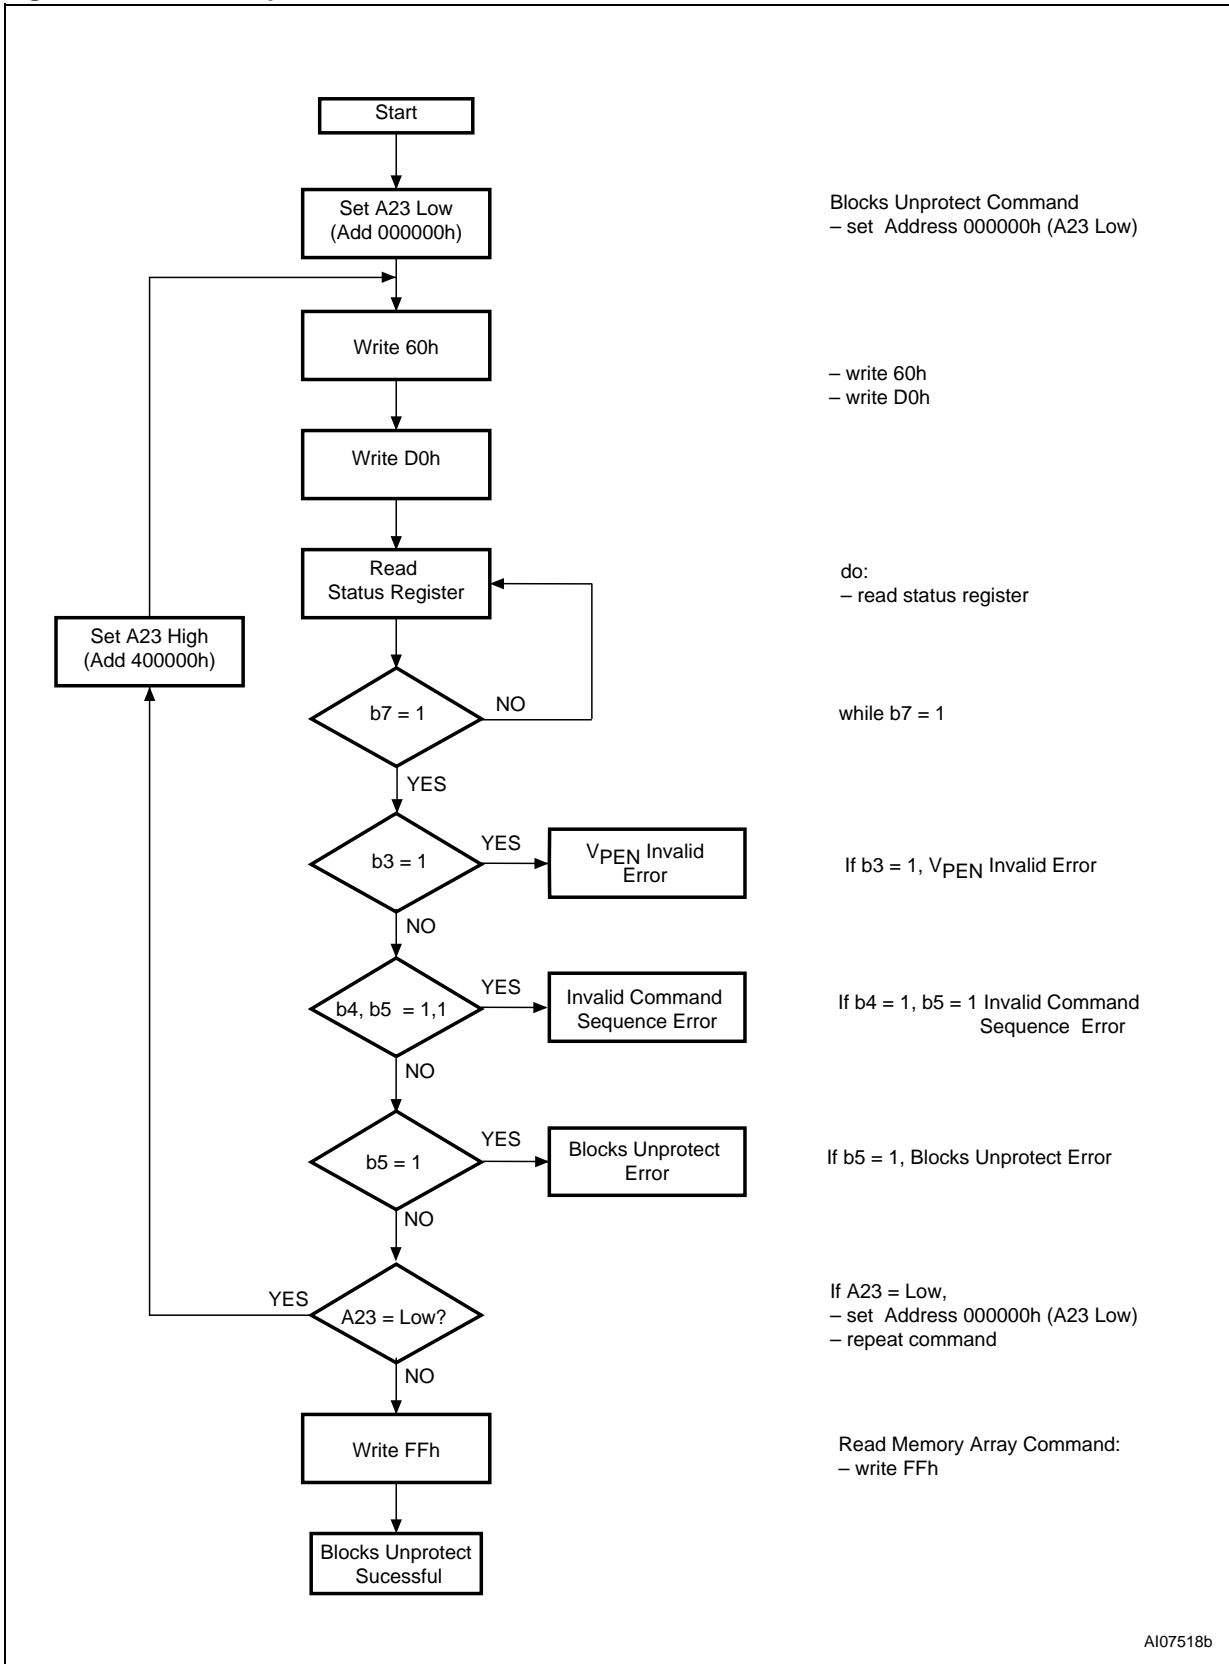 Start
Set A23 Low
(Add 000000h)
Blocks Unprotect Command
– set  Address 000000h (A23 Low)
Write 60h
– write 60h
– write D0h
Write D0h
Read
Status Register
do:
– read status register
Set A23 High
(Add 400000h)
b7 = 1
NO
while b7 = 1
YES
b3 = 1
YES
VPEN Invalid
Error
If b3 = 1, VPEN Invalid Error
NO
b4, b5  = 1,1
YES
Invalid Command
Sequence Error
If b4 = 1, b5 = 1 Invalid Command
Sequence  Error
NO
b5 = 1
YES
Blocks Unprotect
Error
If b5 = 1, Blocks Unprotect Error
NO
YES
A23 = Low?
If A23 = Low,
– set  Address 000000h (A23 Low)
– repeat command
NO
Write FFh
Read Memory Array Command:
– write FFh
Blocks Unprotect
Sucessful
AI07518b